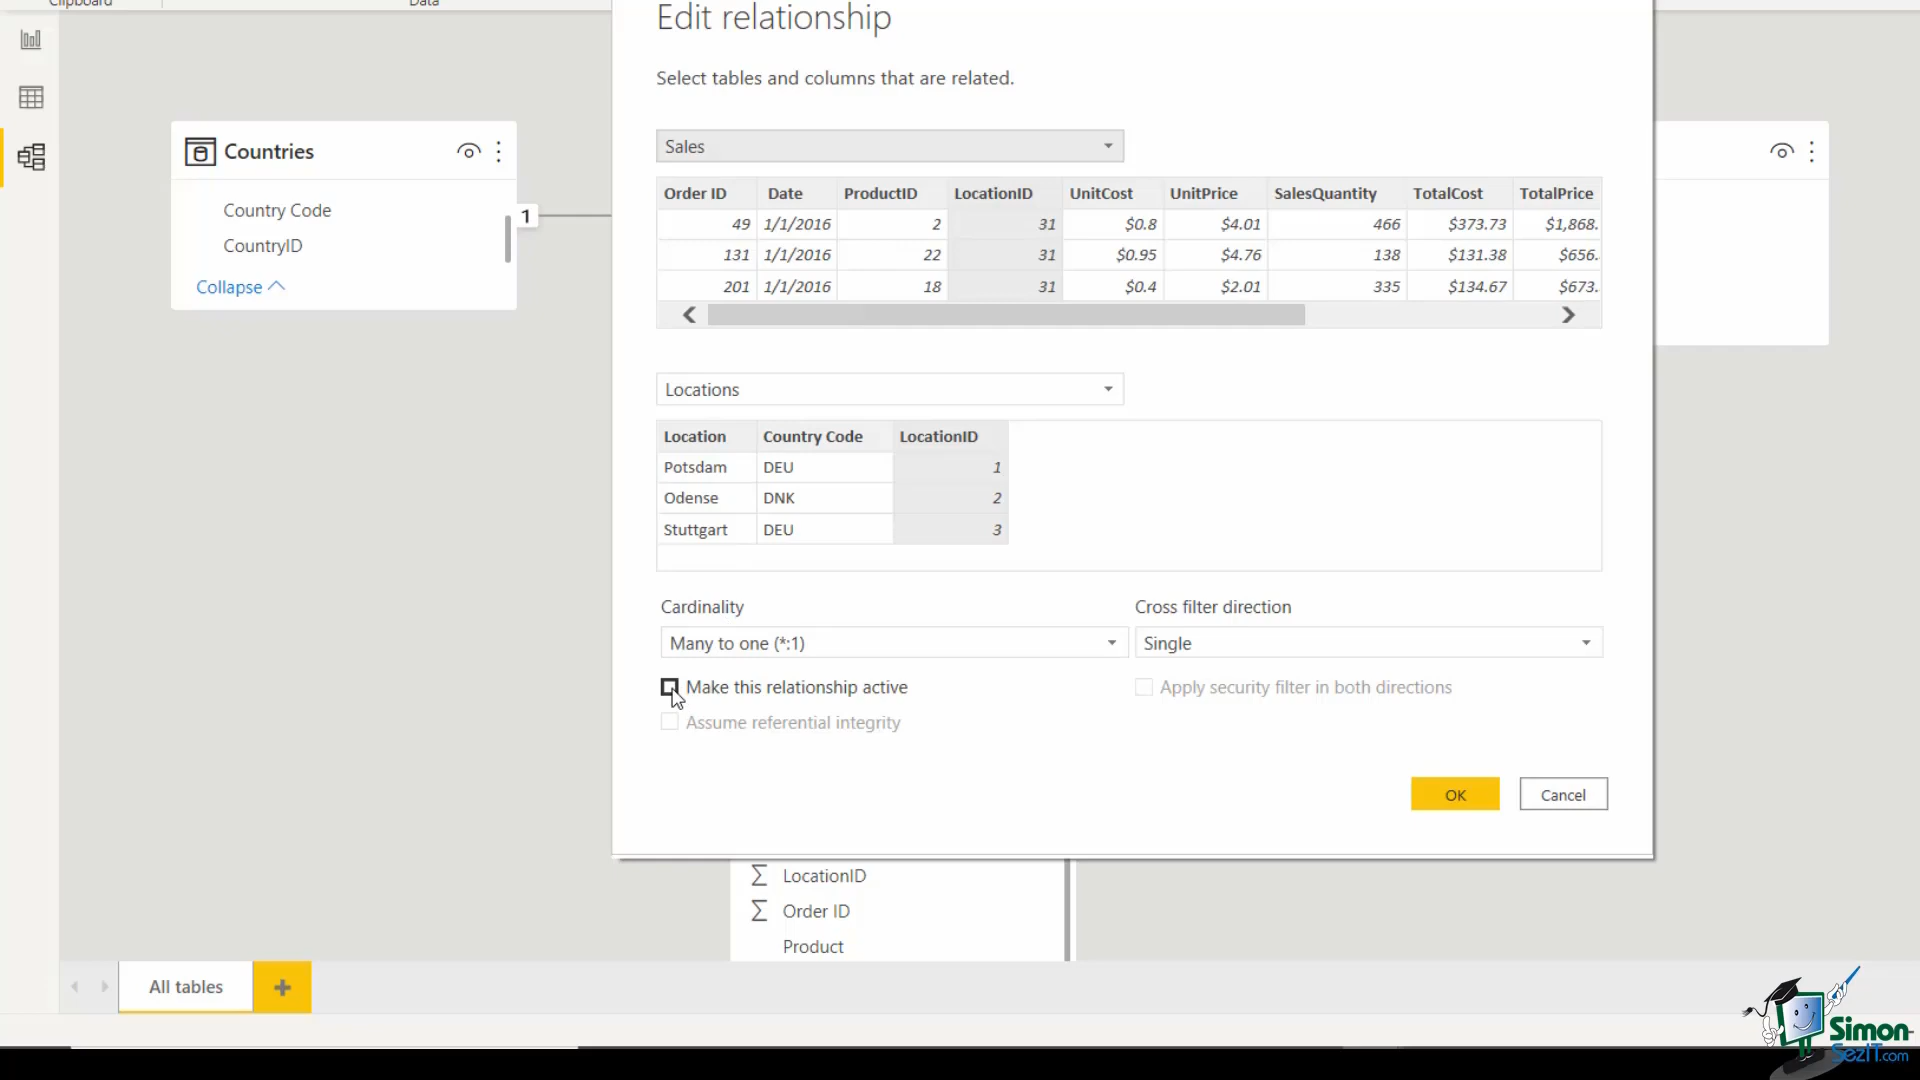 Clipboard
Data
Edit relationship
Select tables and columns that are related.
Countries
Country Code
CountryID
Collapse
1
Sales
Order ID Date ProductID LocationID UnitCost UnitPrice SalesQuantity TotalCost TotalPrice
49 1/1/2016 2 31 $0.8 $4.01 466 $373.73 $1,868.
131 1/1/2016 22 31 $0.95 $4.76 138 $131.38 $656.
201 1/1/2016 18 31 $0.4 $2.01 335 $134.67 $673.
Locations
Location Country Code LocationID
Potsdam DEU 1
Odense DNK 2
Stuttgart DEU 3
Cardinality
Cross filter direction
Many to one (*:1)
Single
Make this relationship active
Apply security filter in both directions
Assume referential integrity
OK
Cancel
∑ LocationID
∑ Order ID
Product
All tables
+
Simon
SezIT.com